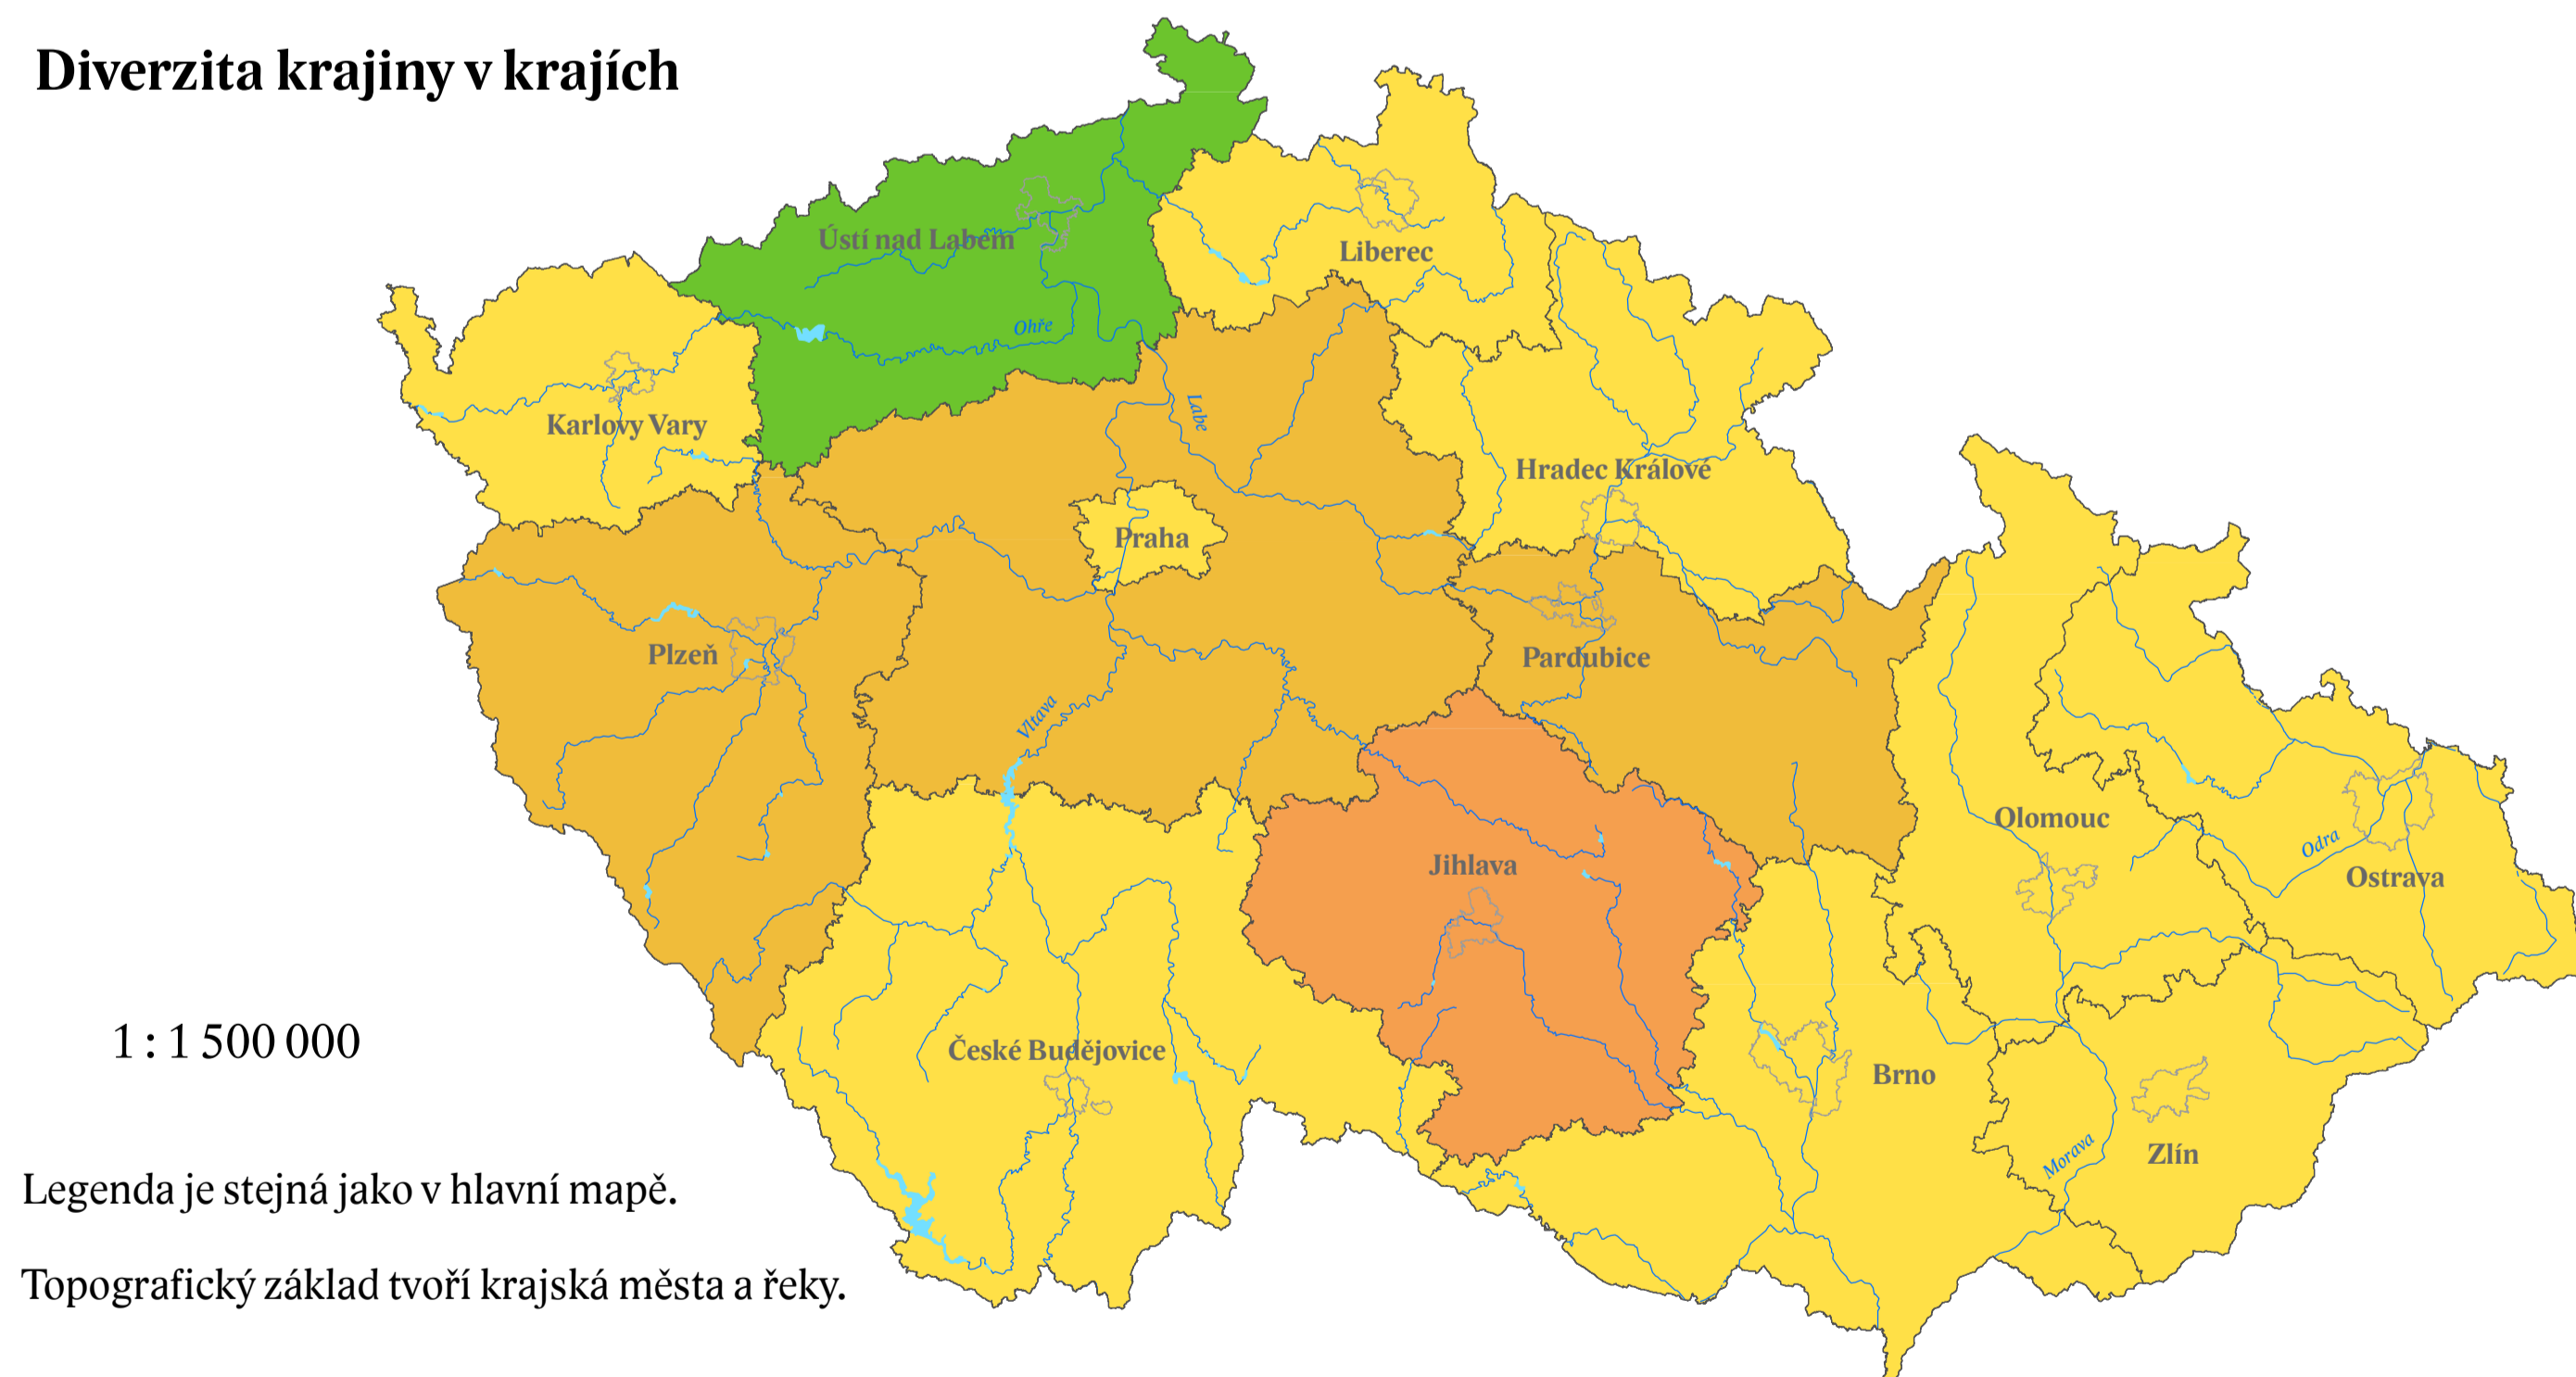 Diverzita krajiny v krajích
Ústí nad Labem
Liberec
Ohře
Labe
Karlovy Vary
Hradec Králové
Praha
Plzeň
Pardubice
Vltava
Olomouc
Odra
Jihlava
Ostrava
1 : 1 500 000
České Budějovice
Brno
Morava
Zlín
Legenda je stejná jako v hlavní mapě.
Topografický základ tvoří krajská města a řeky.